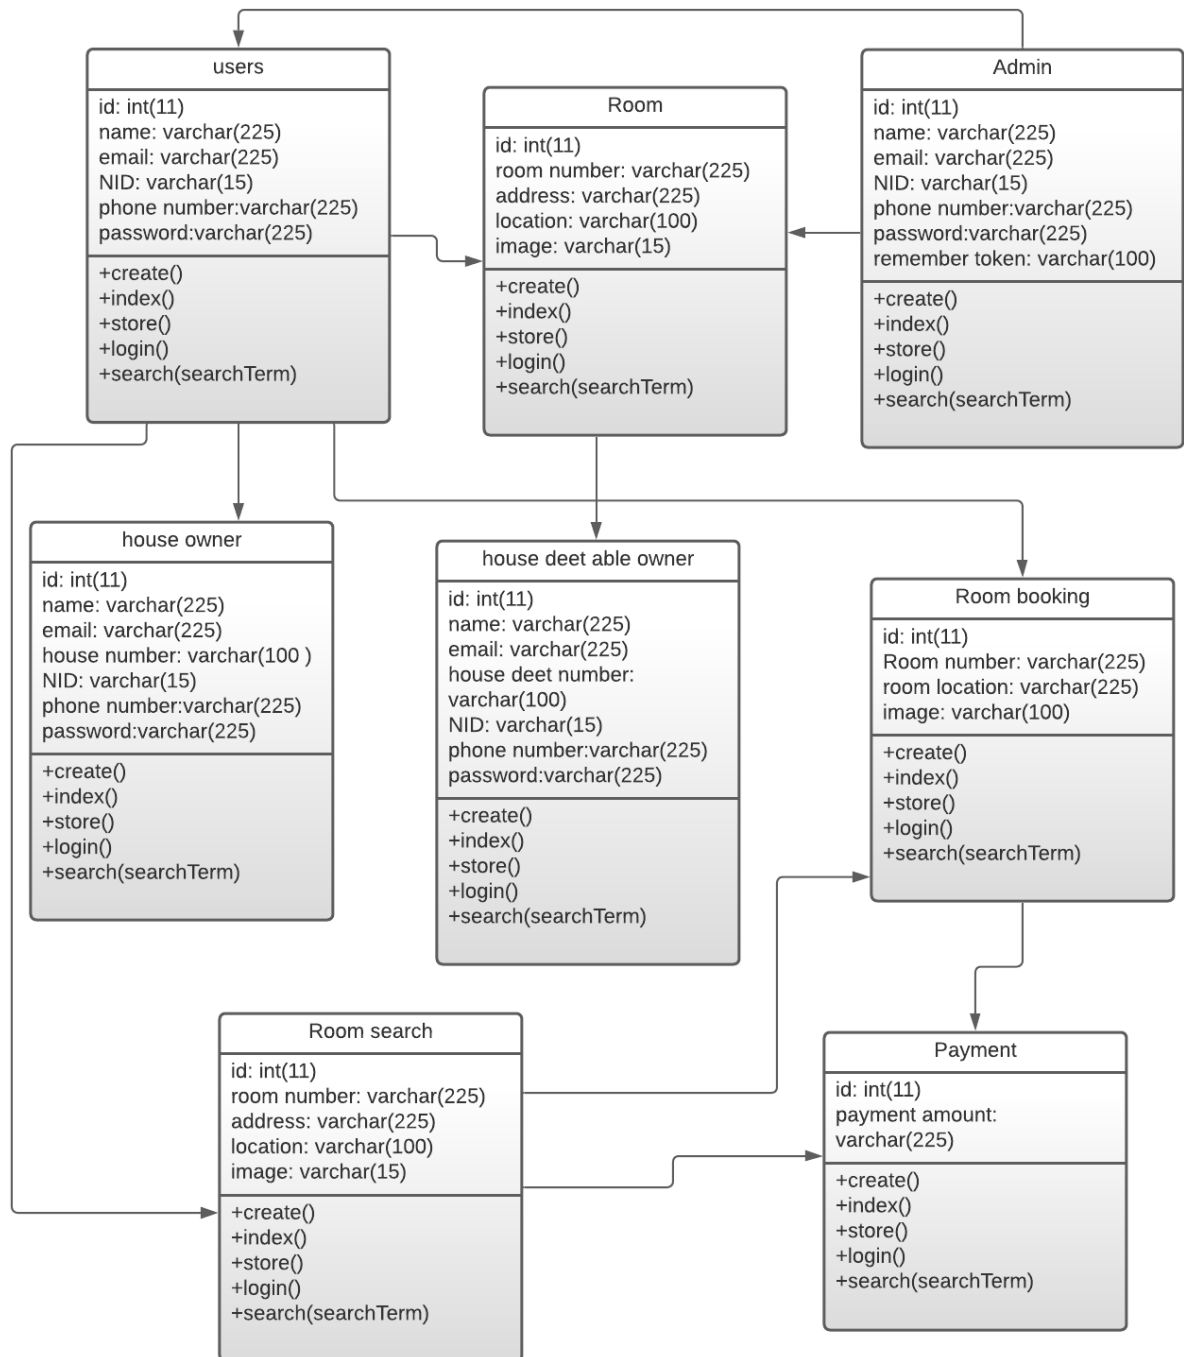 users
id: int(11)
name: varchar(225)
email: varchar(225)
NID: varchar(15)
phone number:varchar(225)
password:varchar(225)
+create()
+index()
+store()
+login()
+search(searchTerm)
Room
id: int(11)
room number: varchar(225)
address: varchar(225)
location: varchar(100)
image: varchar(15)
+create()
+index()
+store()
+login()
+search(searchTerm)
Admin
id: int(11)
name: varchar(225)
email: varchar(225)
NID: varchar(15)
phone number:varchar(225)
password:varchar(225)
remember token: varchar(100)
+create()
+index()
+store()
+login()
+search(searchTerm)
house owner
id: int(11)
name: varchar(225)
email: varchar(225)
house number: varchar(100 )
NID: varchar(15)
phone number:varchar(225)
password:varchar(225)
+create()
+index()
+store()
+login()
+search(searchTerm)
house deet able owner
id: int(11)
name: varchar(225)
email: varchar(225)
house deet number:
varchar(100)
NID: varchar(15)
phone number:varchar(225)
password:varchar(225)
+create()
+index()
+store()
+login()
+search(searchTerm)
Room booking
id: int(11)
Room number: varchar(225)
room location: varchar(225)
image: varchar(100)
+create()
+index()
+store()
+login()
+search(searchTerm)
Room search
id: int(11)
room number: varchar(225)
address: varchar(225)
location: varchar(100)
image: varchar(15)
+create()
+index()
+store()
+login()
+search(searchTerm)
Payment
id: int(11)
payment amount:
varchar(225)
+create()
+index()
+store()
+login()
+search(searchTerm)